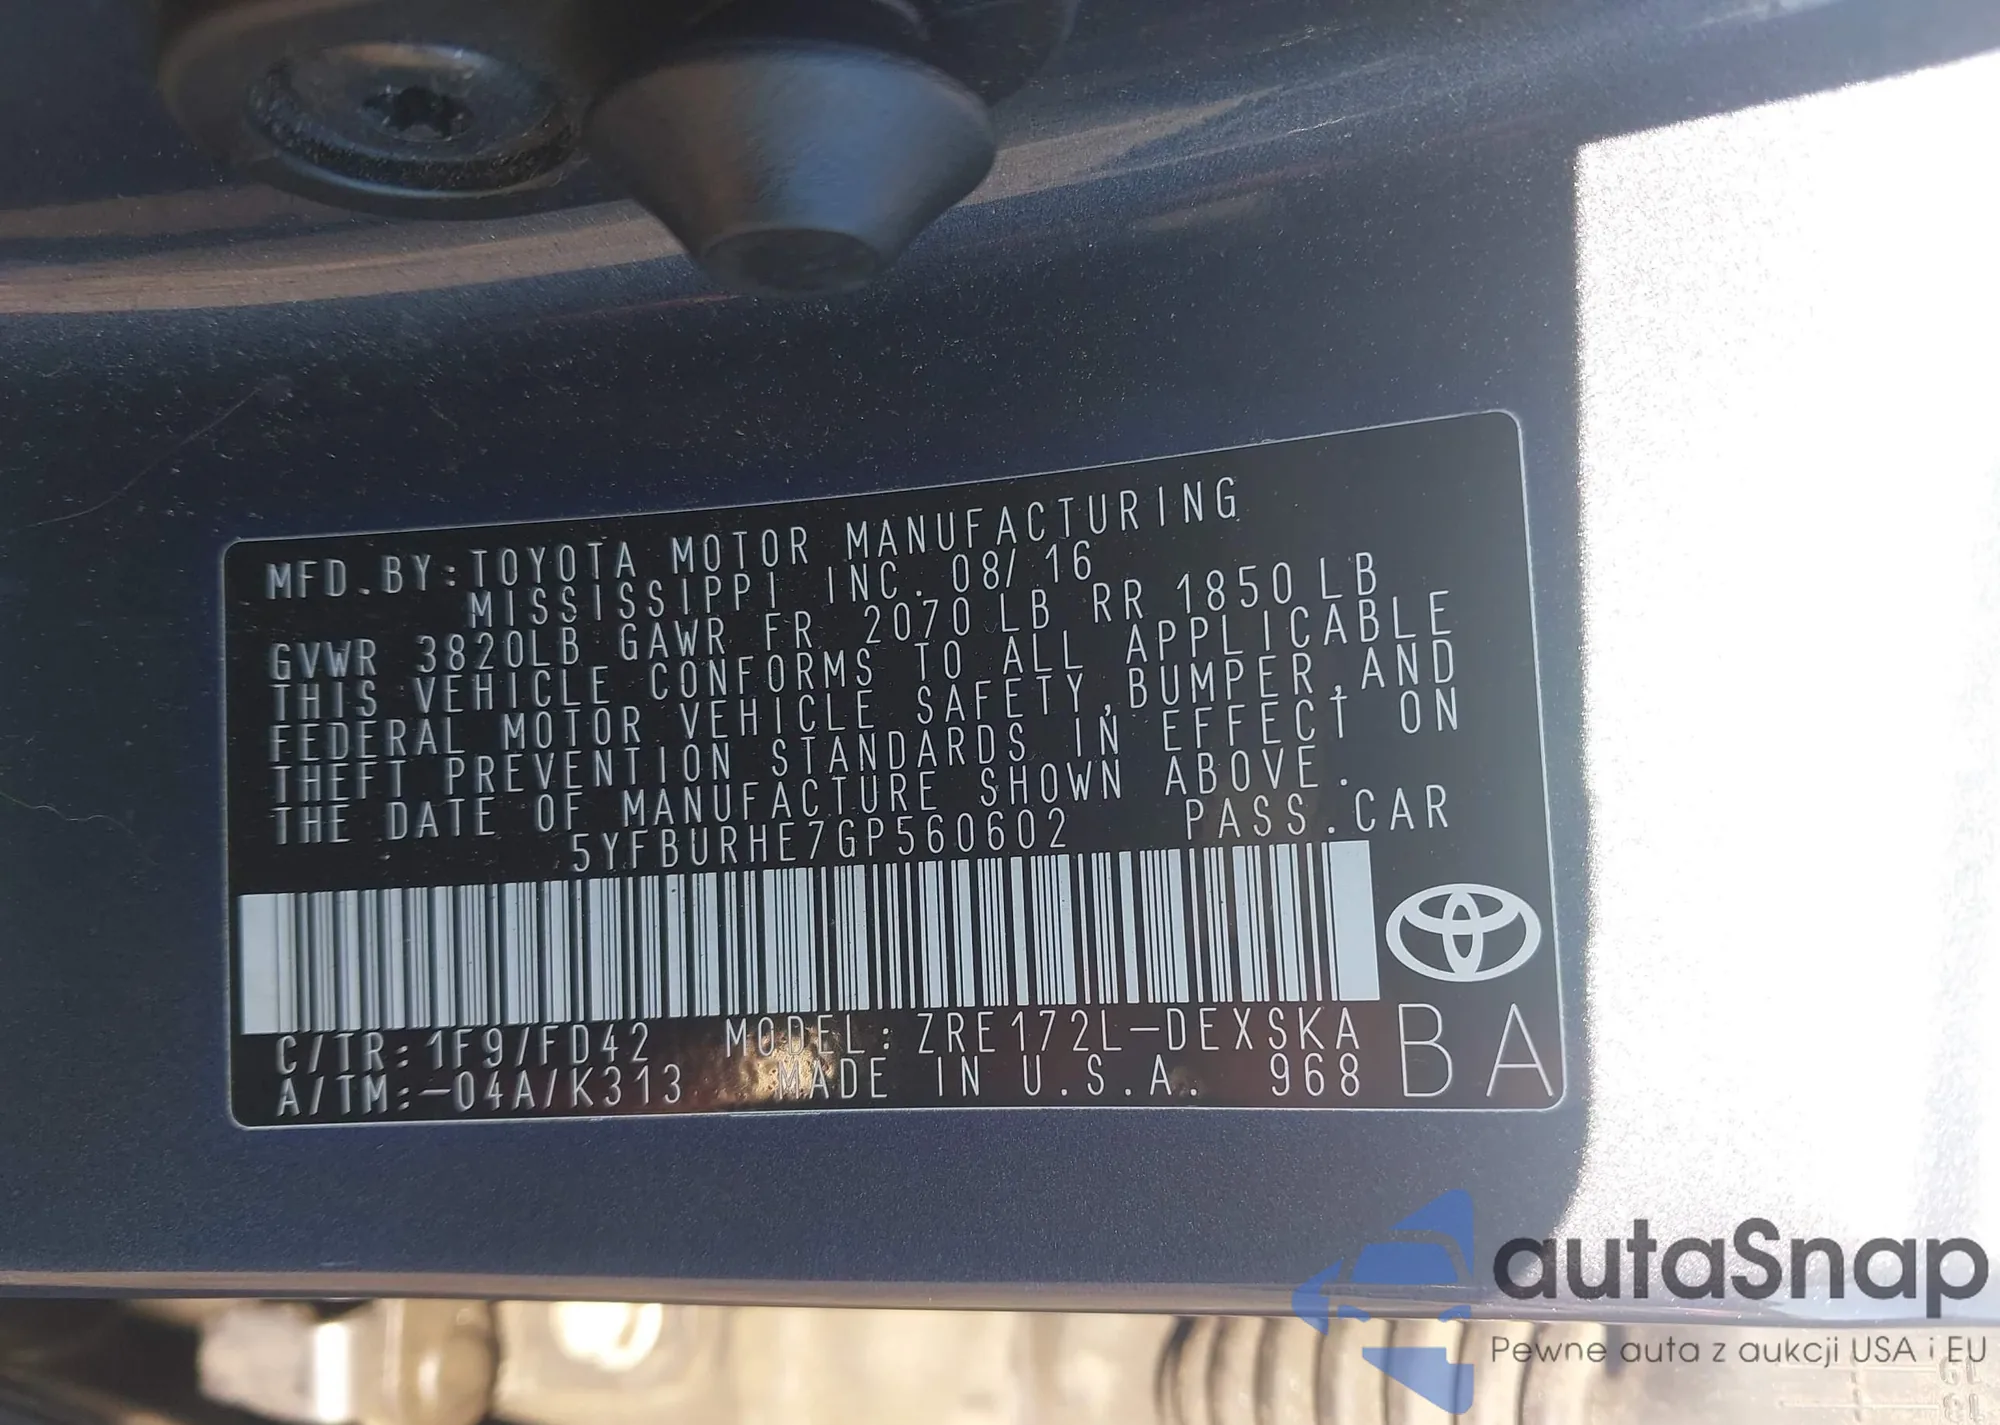 MFD.BY:TOYOTA MOTOR MANUFACTURING
MISSISSIPPI INC. 08/16
GVWR 3820LB GAWR FR 2070LB RR 1850LB
THIS VEHICLE CONFORMS TO ALL APPLICABLE
FEDERAL MOTOR VEHICLE SAFETY,BUMPER,AND
THEFT PREVENTION STANDARDS IN EFFECT ON
THE DATE OF MANUFACTURE SHOWN ABOVE.
5YFBURHE7GP560602 PASS.CAR
C/TR:1F9/FD42 MODEL:ZRE172L-DEXSKA
A/TM:-04A/K313 MADE IN U.S.A. 968
BA
autaSnap
Pewne auta z aukcji USA i EU